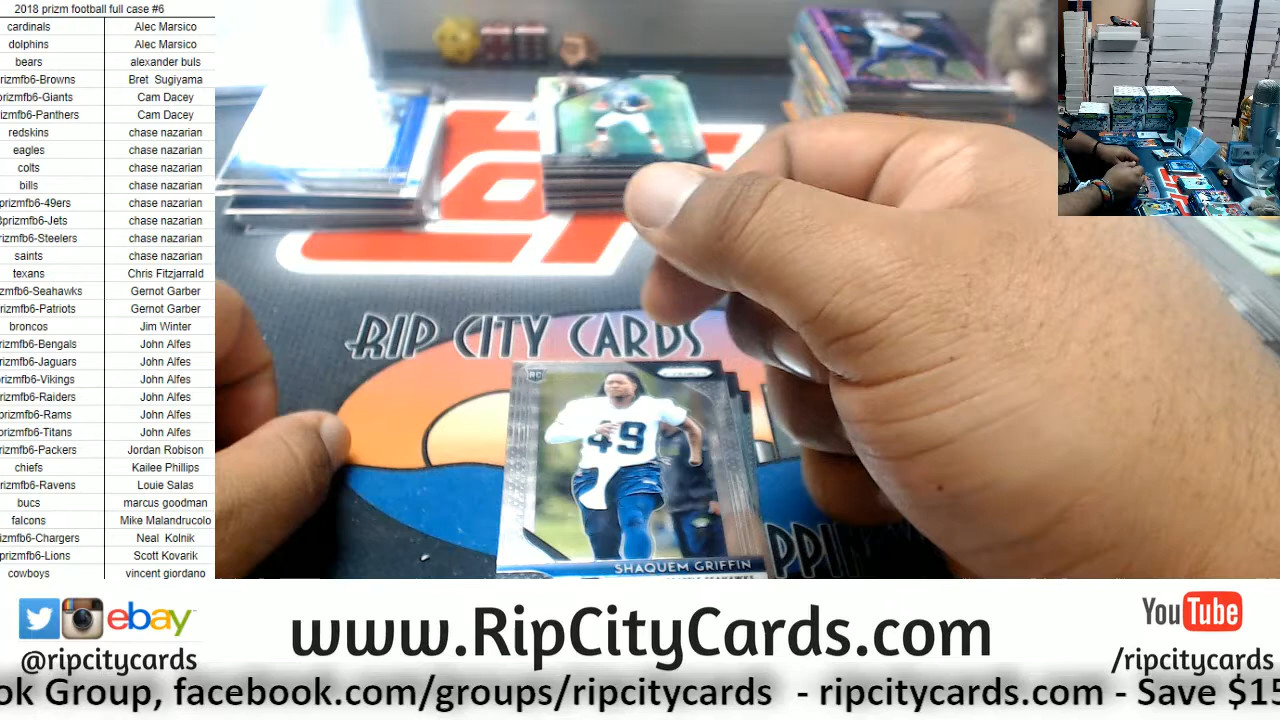 2018 prizm football full case #6
cardinals Alec Marsico
dolphins Alec Marsico
bears alexander buls
rizmfb6-Browns Bret Sugiyama
orizmfb6-Giants Cam Dacey
rizmfb6-Panthers Cam Dacey
redskins chase nazarian
eagles chase nazarian
colts chase nazarian
bills chase nazarian
prizmfb6-49ers chase nazarian
8prizmfb6-Jets chase nazarian
rizmfb6-Steelers chase nazarian
saints chase nazarian
texans Chris Fitzjarrald
zmfb6-Seahawks Gernot Garber
rizmfb6-Patriots Gernot Garber
broncos Jim Winter
rizmfb6-Bengals John Alfes
rizmfb6-Jaguars John Alfes
rizmfb6-Vikings John Alfes
rizmfb6-Raiders John Alfes
prizmfb6-Rams John Alfes
prizmfb6-Titans John Alfes
rizmfb6-Packers Jordan Robison
chiefs Kailee Phillips
rizmfb6-Ravens Louie Salas
bucs marcus goodman
falcons Mike Malandrucolo
izmfb6-Chargers Neal Kolnik
prizmfb6-Lions Scott Kovarik
cowboys vincent giordano
RIP CITY CARDS
RC
PRIZM
49
SHAQUEM GRIFFIN
ebay
@ripcitycards
www.RipCityCards.com
YouTube
/ripcitycards
ok Group, facebook.com/groups/ripcitycards - ripcitycards.com - Save $15